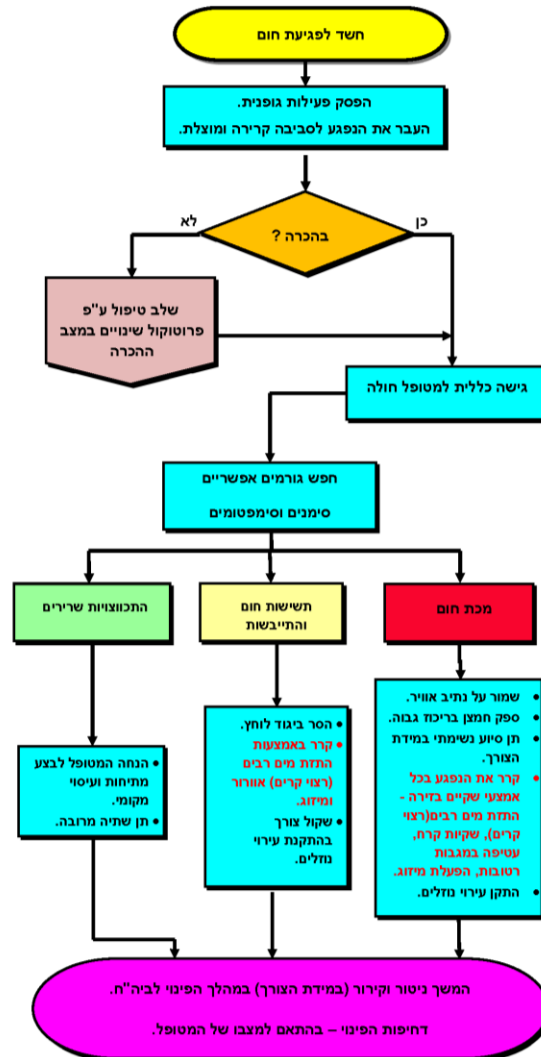 חשד לפגיעת חום
הפסק פעילות גופנית.
העבר את הנפגע לסביבה קרירה ומוצלת.
כן
לא
בהכרה ?
שלב טיפול ע"פ
פרוטוקול שינויים במצב
ההכרה
גישה כללית למטופל חולה
חפש גורמים אפשריים
סימנים וסימפטומים
מכת חום
תשישות חום
והתייבשות
התכווצויות שרירים
● שמור על נתיב אוויר.
● ספק חמצן בריכוז גבוה.
● תן סיוע נשימתי במידת
הצורך.
● קרר את הנפגע בכל
אמצעי שקיים בזירה -
התזת מים רבים(רצוי
קרים), שקיות קרח,
עטיפה במגבות
רטובות, הפעלת מיזוג.
● התקן עירוי נוזלים.
● הסר ביגוד לוחץ.
● קרר באמצעות
התזת מים רבים
(רצוי קרים) אוורור
ומיזוג.
● שקול צורך
בהתקנת עירוי
נוזלים.
● הנחה המטופל לבצע
מתיחות ועיסוי
מקומי.
● תן שתיה מרובה.
המשך ניטור וקירור (במידת הצורך) במהלך הפינוי לביה"ח.
דחיפות הפינוי – בהתאם למצבו של המטופל.